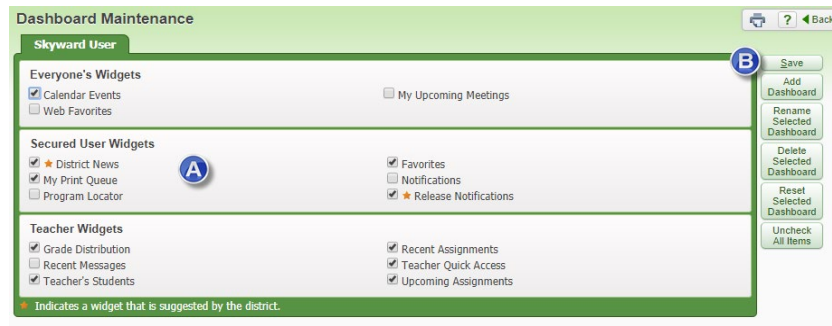 Dashboard Maintenance
? Back
Skyward User
B
Save
Add
Dashboard
Rename
Selected
Dashboard
Delete
Selected
Dashboard
Reset
Selected
Dashboard
Uncheck
All Items
Everyone's Widgets
Calendar Events
My Upcoming Meetings
Web Favorites
Secured User Widgets
A
District News
Favorites
My Print Queue
Notifications
Program Locator
Release Notifications
Teacher Widgets
Grade Distribution
Recent Assignments
Recent Messages
Teacher Quick Access
Teacher's Students
Upcoming Assignments
Indicates a widget that is suggested by the district.